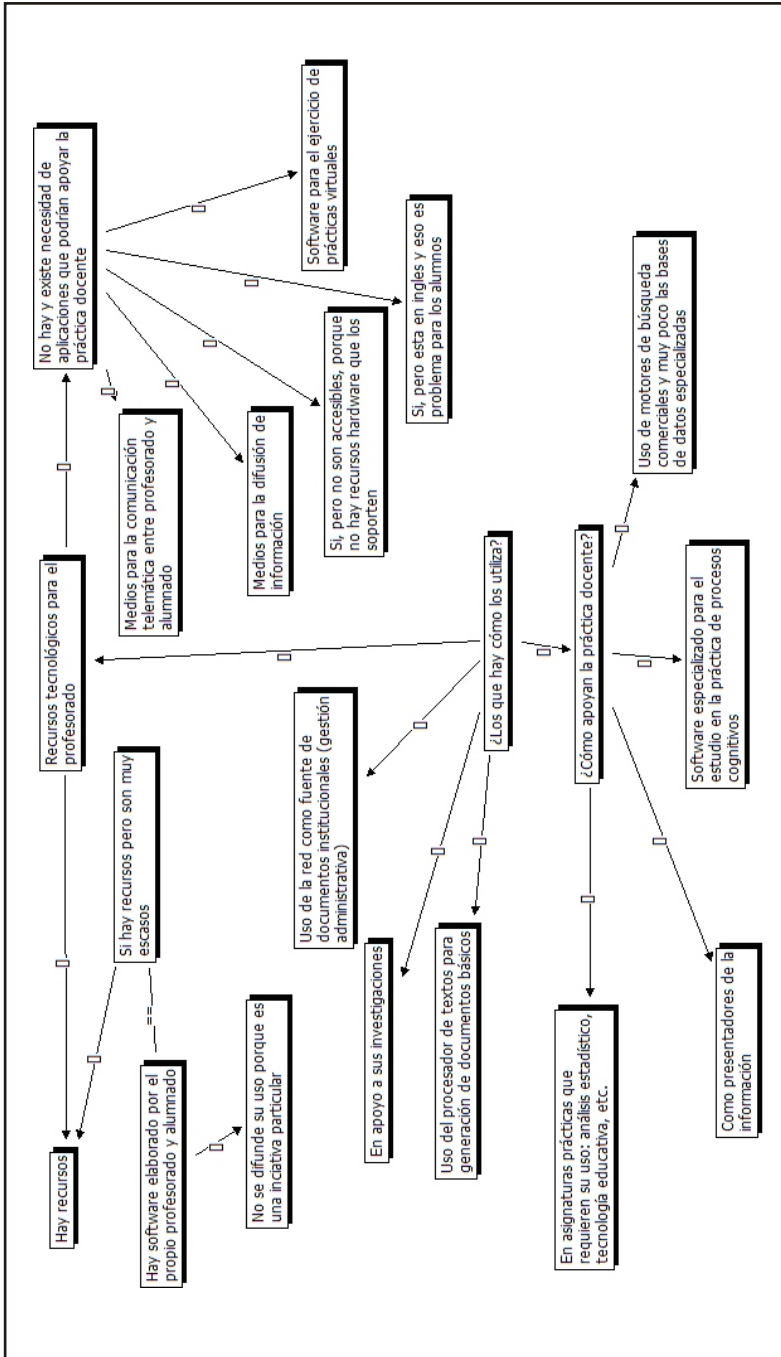 Recursos tecnológicos para el
profesorado
Hay recursos
Si hay recursos pero son muy
escasos
Hay software elaborado por el
propio profesorado y alumnado
==
No se difunde su uso porque es
una inciativa particular
No hay y existe necesidad de
aplicaciones que podrían apoyar la
práctica docente
Medios para la comunicación
telemática entre profesorado y
alumnado
Medios para la difusión de
información
Si, pero no son accesibles, porque
no hay recursos hardware que los
soporten
Si, pero esta en ingles y eso es
problema para los alumnos
Software para el ejercicio de
prácticas virtuales
¿Los que hay cómo los utiliza?
Uso de la red como fuente de
documentos institucionales (gestión
administrativa)
En apoyo a sus investigaciones
Uso del procesador de textos para
generación de documentos básicos
¿Cómo apoyan la práctica docente?
En asignaturas prácticas que
requieren su uso: análisis estadístico,
tecnología educativa, etc.
Como presentadores de la
información
Software especializado para el
estudio en la práctica de procesos
cognitivos
Uso de motores de búsqueda
comerciales y muy poco las bases
de datos especializadas